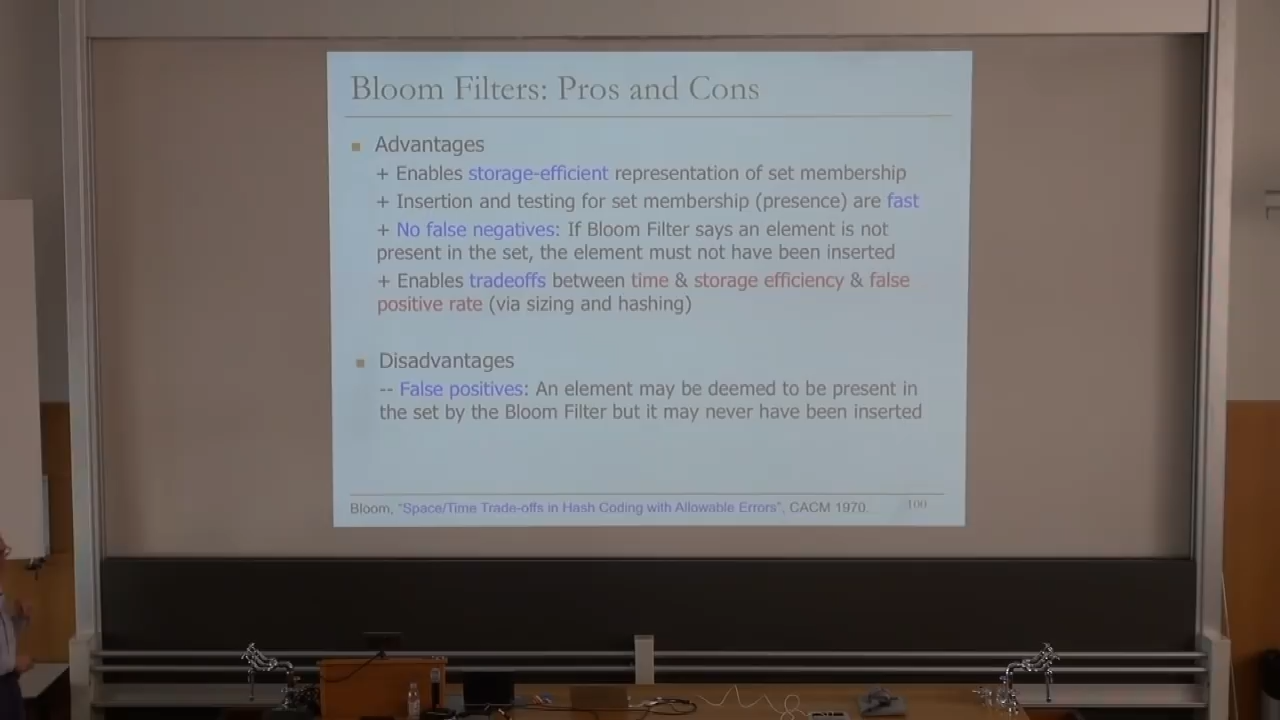 Bloom Filters: Pros and Cons
■ Advantages
+ Enables storage-efficient representation of set membership
+ Insertion and testing for set membership (presence) are fast
+ No false negatives: If Bloom Filter says an element is not
present in the set, the element must not have been inserted
+ Enables tradeoffs between time & storage efficiency & false
positive rate (via sizing and hashing)
■ Disadvantages
-- False positives: An element may be deemed to be present in
the set by the Bloom Filter but it may never have been inserted
Bloom, "Space/Time Trade-offs in Hash Coding with Allowable Errors", CACM 1970. 100